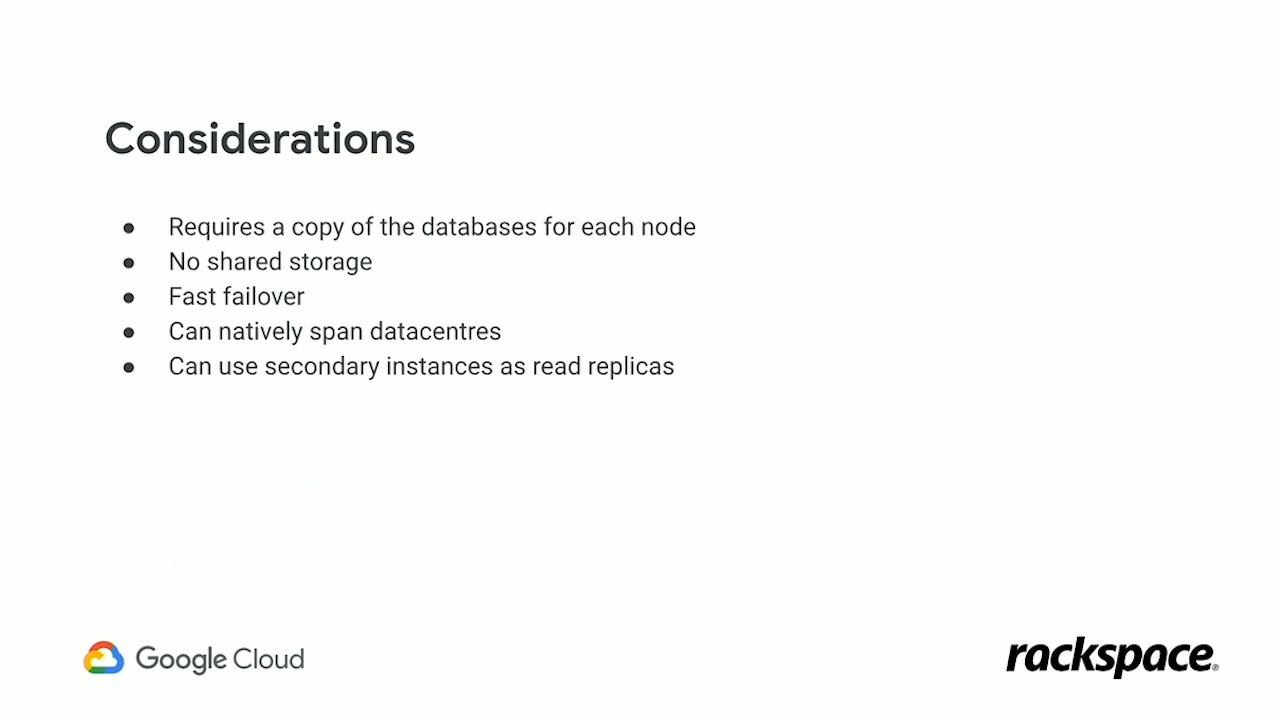 Considerations
● Requires a copy of the databases for each node
● No shared storage
● Fast failover
● Can natively span datacentres
● Can use secondary instances as read replicas
Google Cloud
rackspace®